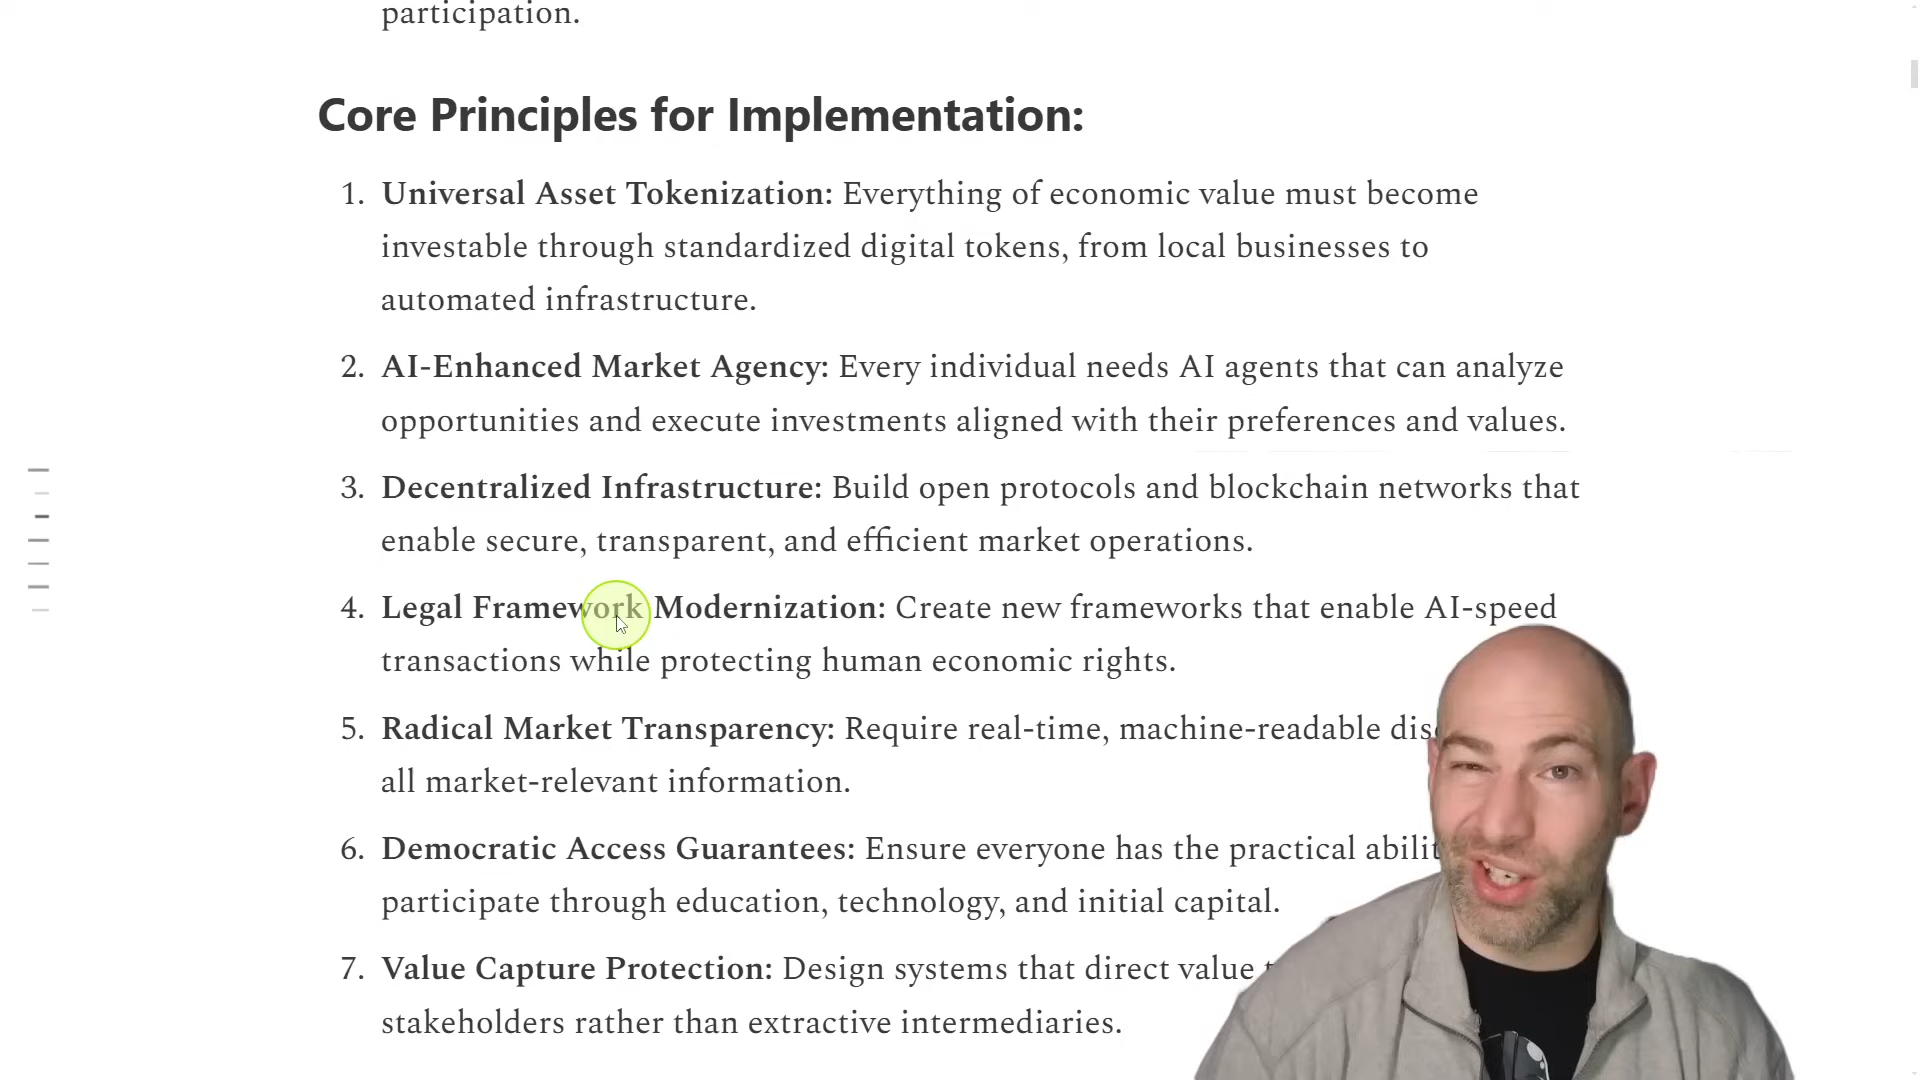 participation.
Core Principles for Implementation:
1. Universal Asset Tokenization: Everything of economic value must become
investable through standardized digital tokens, from local businesses to
automated infrastructure.
2. AI-Enhanced Market Agency: Every individual needs AI agents that can analyze
opportunities and execute investments aligned with their preferences and values.
3. Decentralized Infrastructure: Build open protocols and blockchain networks that
enable secure, transparent, and efficient market operations.
4. Legal Framework Modernization: Create new frameworks that enable AI-speed
transactions while protecting human economic rights.
5. Radical Market Transparency: Require real-time, machine-readable
all market-relevant information.
6. Democratic Access Guarantees: Ensure everyone has the practical
participate through education, technology, and initial capital.
7. Value Capture Protection: Design systems that direct value
stakeholders rather than extractive intermediaries.